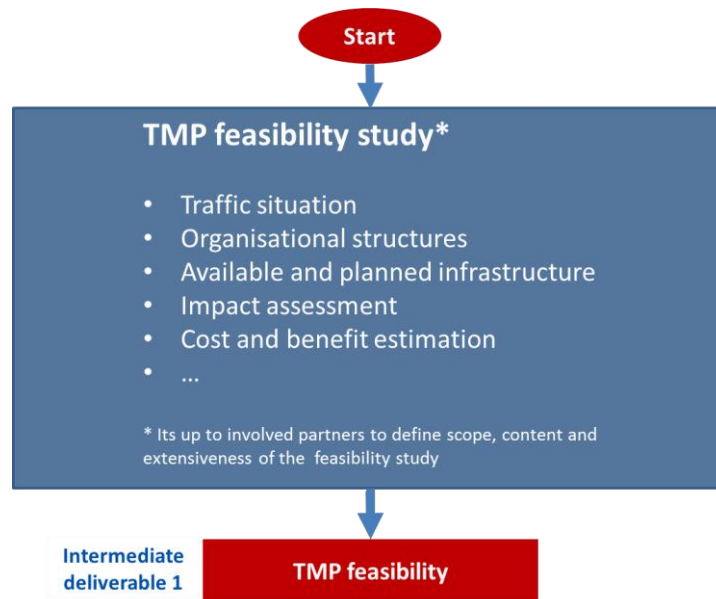 Start
TMP feasibility study*
• Traffic situation
• Organisational structures
• Available and planned infrastructure
• Impact assessment
• Cost and benefit estimation
• ...
* Its up to involved partners to define scope, content and
extensiveness of the feasibility study
Intermediate
deliverable 1
TMP feasibility